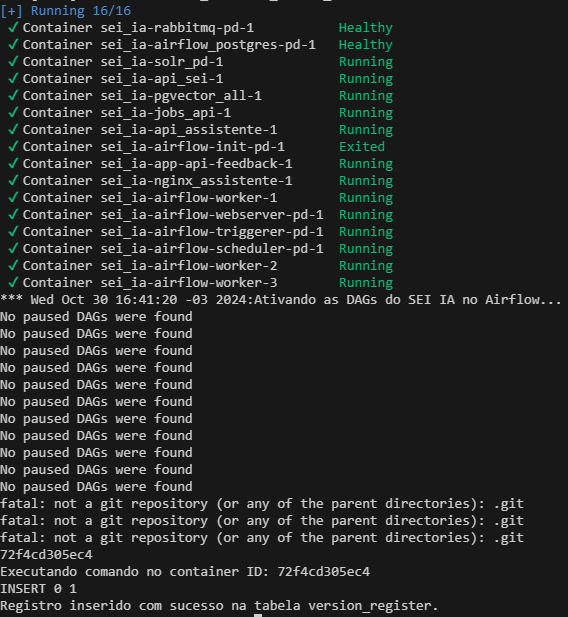 [+] Running 16/16
✓ Container sei_ia-rabbitmq-pd-1 Healthy
✓ Container sei_ia-airflow_postgres-pd-1 Healthy
✓ Container sei_ia-solr_pd-1 Running
✓ Container sei_ia-api_sei-1 Running
✓ Container sei_ia-pgvector_all-1 Running
✓ Container sei_ia-jobs_api-1 Running
✓ Container sei_ia-api_assistente-1 Running
✓ Container sei_ia-airflow-init-pd-1 Exited
✓ Container sei_ia-app-api-feedback-1 Running
✓ Container sei_ia-nginx_assistente-1 Running
✓ Container sei_ia-airflow-worker-1 Running
✓ Container sei_ia-airflow-webserver-pd-1 Running
✓ Container sei_ia-airflow-triggerer-pd-1 Running
✓ Container sei_ia-airflow-scheduler-pd-1 Running
✓ Container sei_ia-airflow-worker-2 Running
✓ Container sei_ia-airflow-worker-3 Running
*** Wed Oct 30 16:41:20 -03 2024:Ativando as DAGs do SEI IA no Airflow...
No paused DAGs were found
No paused DAGs were found
No paused DAGs were found
No paused DAGs were found
No paused DAGs were found
No paused DAGs were found
No paused DAGs were found
No paused DAGs were found
No paused DAGs were found
No paused DAGs were found
No paused DAGs were found
fatal: not a git repository (or any of the parent directories): .git
fatal: not a git repository (or any of the parent directories): .git
fatal: not a git repository (or any of the parent directories): .git
72f4cd305ec4
Executando comando no container ID: 72f4cd305ec4
INSERT 0 1
Registro inserido com sucesso na tabela version_register.